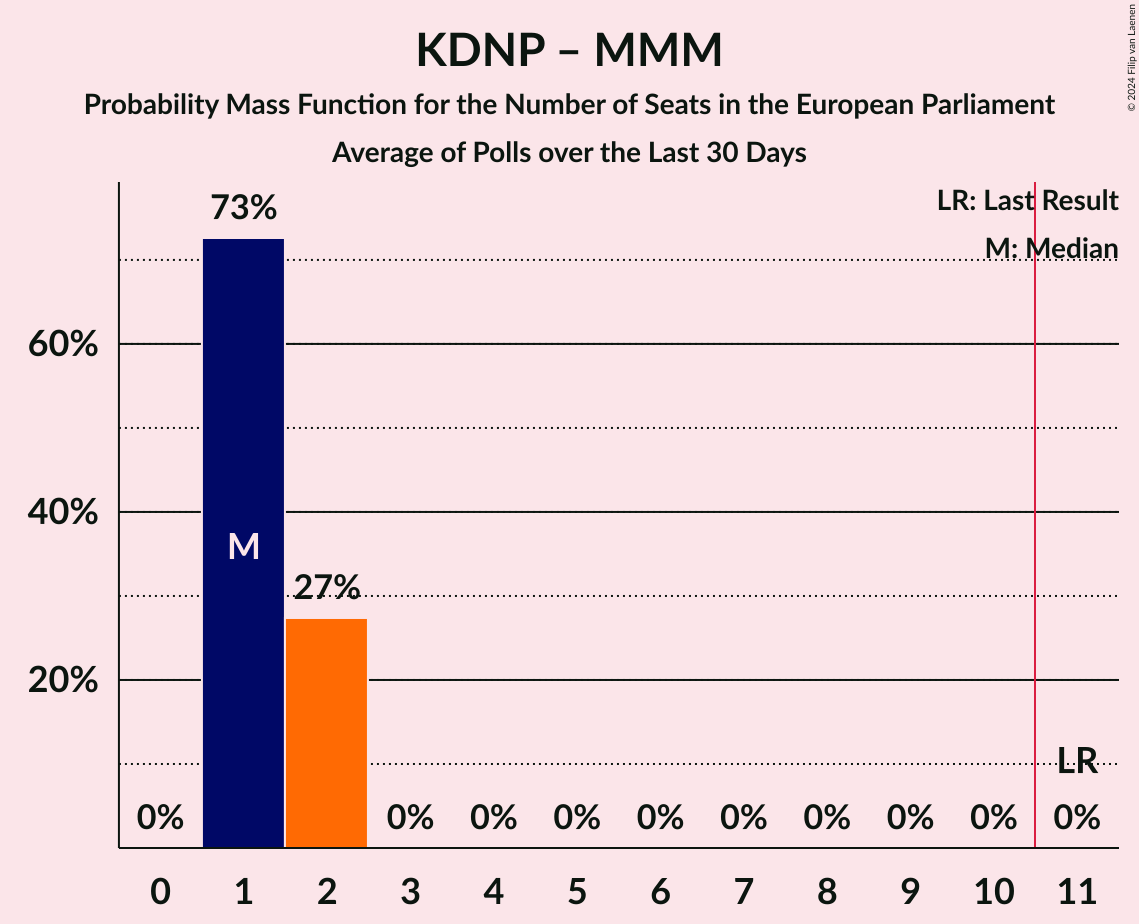 KDNP – MMM
Probability Mass Function for the Number of Seats in the European Parliament
Average of Polls over the Last 30 Days
© 2024 Filip van Laenen
LR: Last Result
M: Median
73%
60%
40%
20%
M
27%
LR
0% 0% 0% 0% 0% 0% 0% 0% 0% 0%
0 1 2 3 4 5 6 7 8 9 10 11